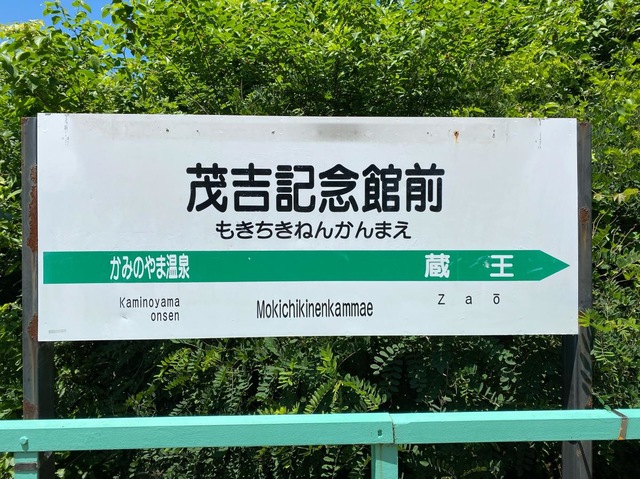 茂吉記念館前
もきちきねんかんまえ
かみのやま温泉 蔵王
Kaminoyama onsen
Mokichikinenkammae
Zaō
8